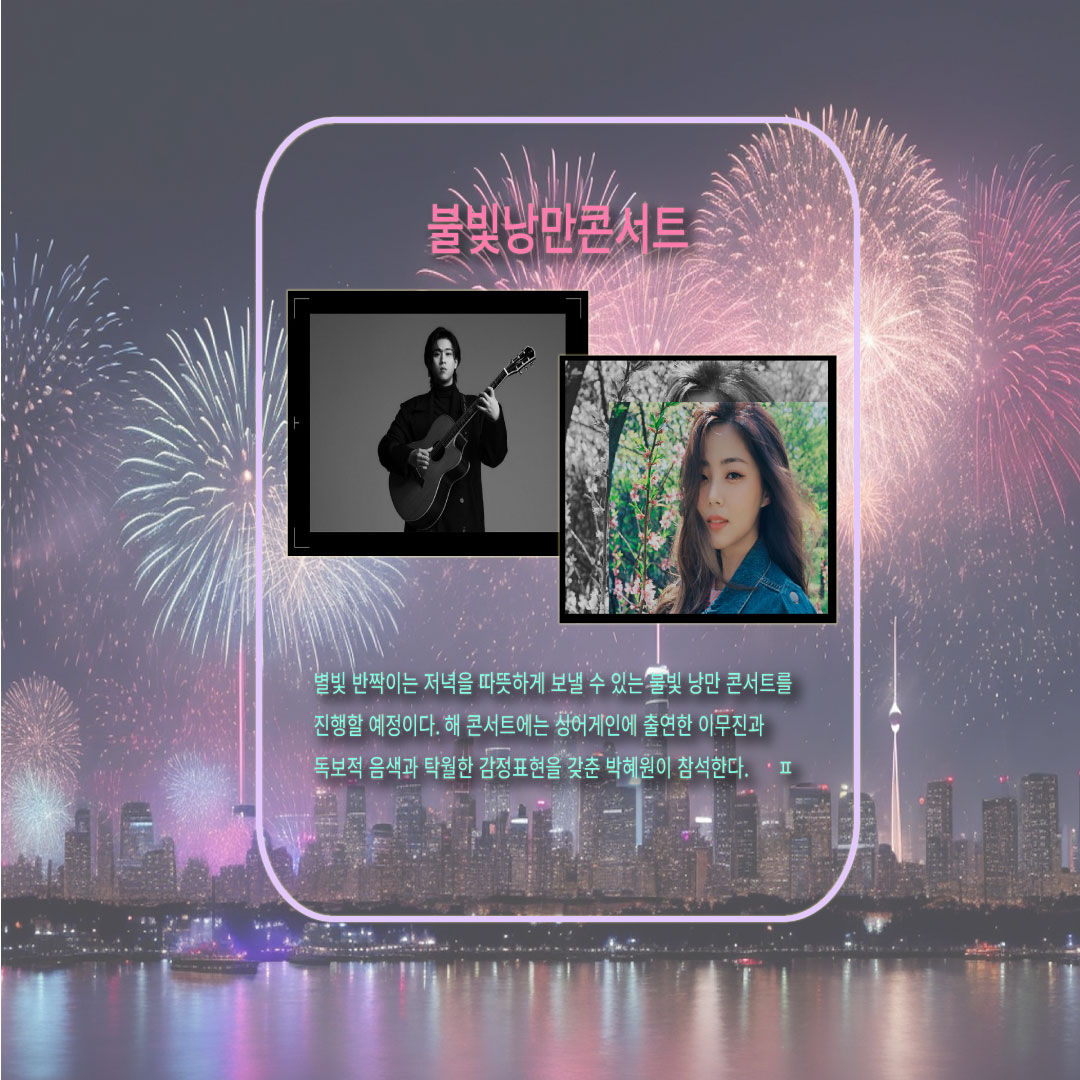 불빛낭만콘서트
별빛 반짝이는 저녁을 따뜻하게 보낼 수 있는 불빛 낭만 콘서트를
진행할 예정이다. 해 콘서트에는 싱어게인에 출연한 이무진과
독보적 음색과 탁월한 감정표현을 갖춘 박혜원이 참석한다. ㅍ